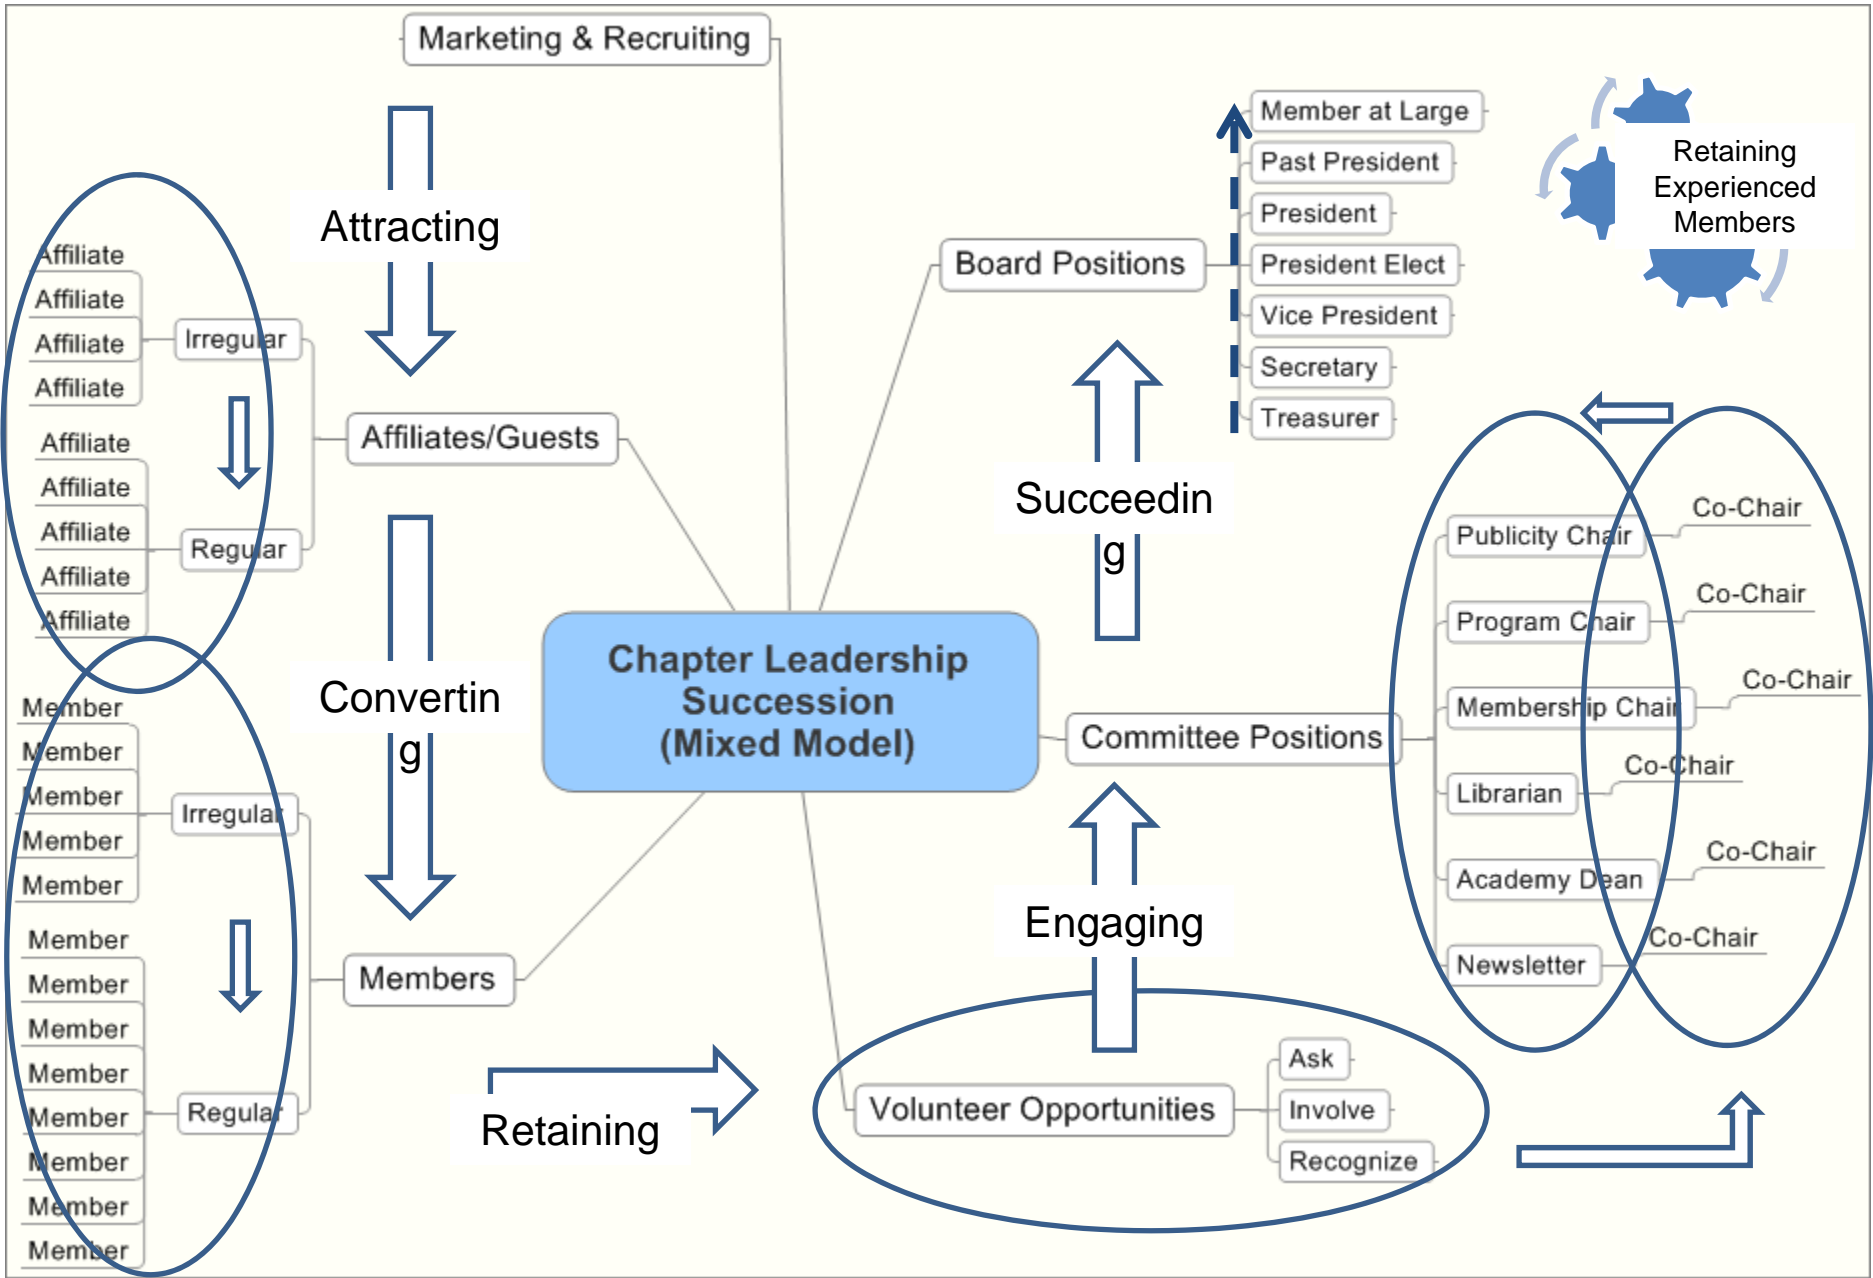 Marketing & Recruiting
Attracting
Affiliate
Affiliate
Affiliate
Affiliate
Irregular
Affiliate
Affiliate
Affiliate
Affiliate
Affiliate
Regular
Affiliates/Guests
Convertin
g
Member
Member
Member
Member
Member
Irregular
Member
Member
Member
Member
Member
Member
Member
Member
Regular
Members
Retaining
Chapter Leadership
Succession
(Mixed Model)
Board Positions
Member at Large
Past President
President
President Elect
Vice President
Secretary
Treasurer
Retaining
Experienced
Members
Succeedin
g
Committee Positions
Publicity Chair
Co-Chair
Program Chair
Co-Chair
Membership Chair
Co-Chair
Librarian
Co-Chair
Academy Dean
Co-Chair
Newsletter
Co-Chair
Engaging
Volunteer Opportunities
Ask
Involve
Recognize